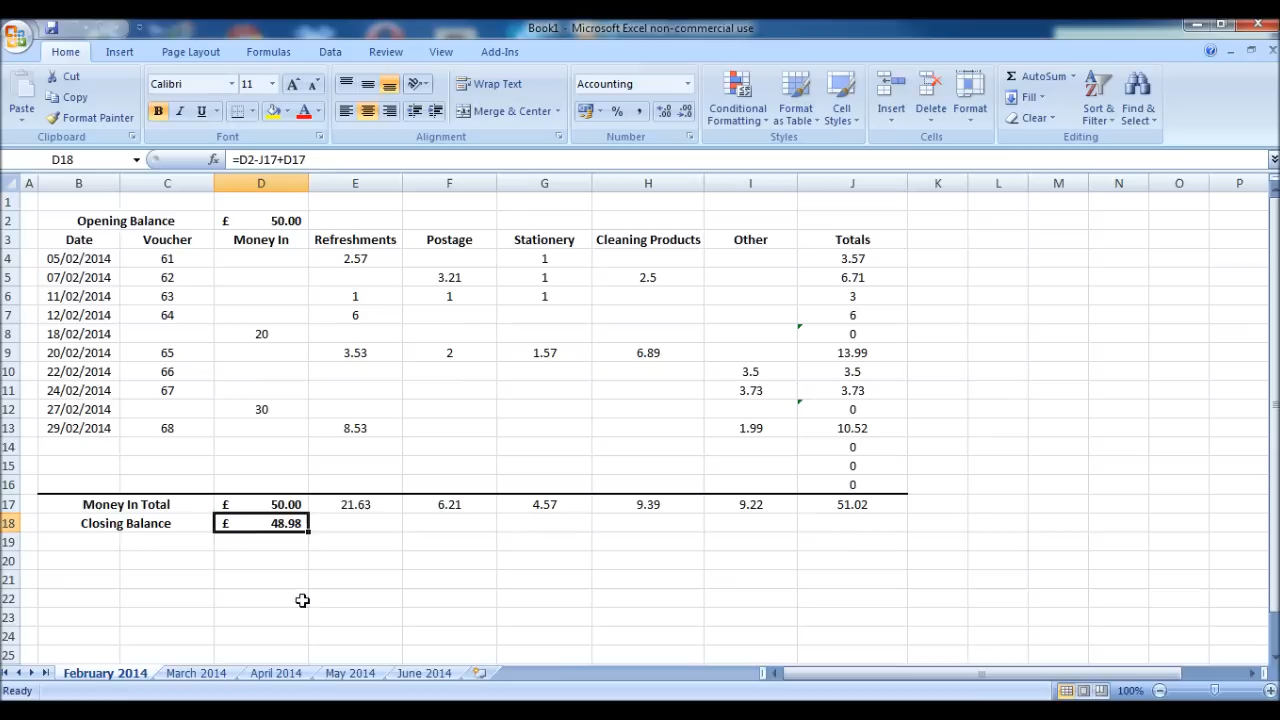 Book1 - Microsoft Excel non-commercial use
Home Insert Page Layout Formulas Data Review View Add-Ins
Paste
Cut
Copy
Format Painter
Clipboard
Calibri 11
B I U
Font
Wrap Text
Merge & Center
Alignment
Accounting
% ,
Number
Conditional Formatting
Format as Table
Cell Styles
Styles
Insert Delete Format
Cells
Σ AutoSum
Fill
Clear
Sort & Filter
Find & Select
Editing
D18 fx =D2-J17+D17
A B C D E F G H I J K L M N O P
1
2 Opening Balance £ 50.00
3 Date Voucher Money In Refreshments Postage Stationery Cleaning Products Other Totals
4 05/02/2014 61 2.57 1 3.57
5 07/02/2014 62 3.21 1 2.5 6.71
6 11/02/2014 63 1 1 1 3
7 12/02/2014 64 6 6
8 18/02/2014 20 0
9 20/02/2014 65 3.53 2 1.57 6.89 13.99
10 22/02/2014 66 3.5 3.5
11 24/02/2014 67 3.73 3.73
12 27/02/2014 30 0
13 29/02/2014 68 8.53 1.99 10.52
14 0
15 0
16 0
17 Money In Total £ 50.00 21.63 6.21 4.57 9.39 9.22 51.02
18 Closing Balance £ 48.98
19
20
21
22
23
24
25
February 2014 March 2014 April 2014 May 2014 June 2014
Ready 100%